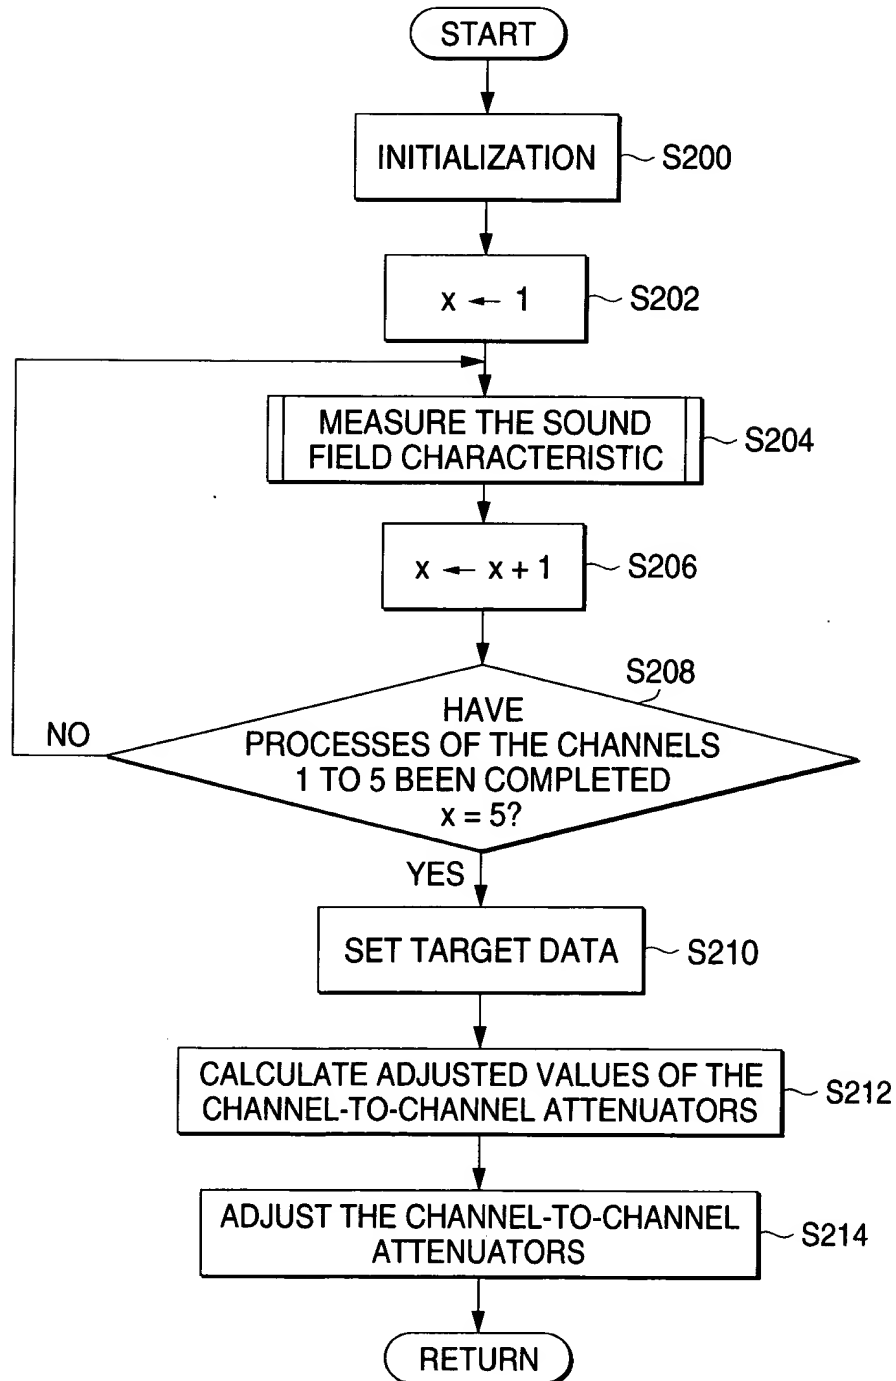 START
INITIALIZATION
S200
x ← 1
S202
MEASURE THE SOUND
FIELD CHARACTERISTIC
S204
x ← x + 1
S206
S208
HAVE
PROCESSES OF THE CHANNELS
1 TO 5 BEEN COMPLETED
x = 5?
NO
YES
SET TARGET DATA
S210
CALCULATE ADJUSTED VALUES OF THE
CHANNEL-TO-CHANNEL ATTENUATORS
S212
ADJUST THE CHANNEL-TO-CHANNEL
ATTENUATORS
S214
RETURN